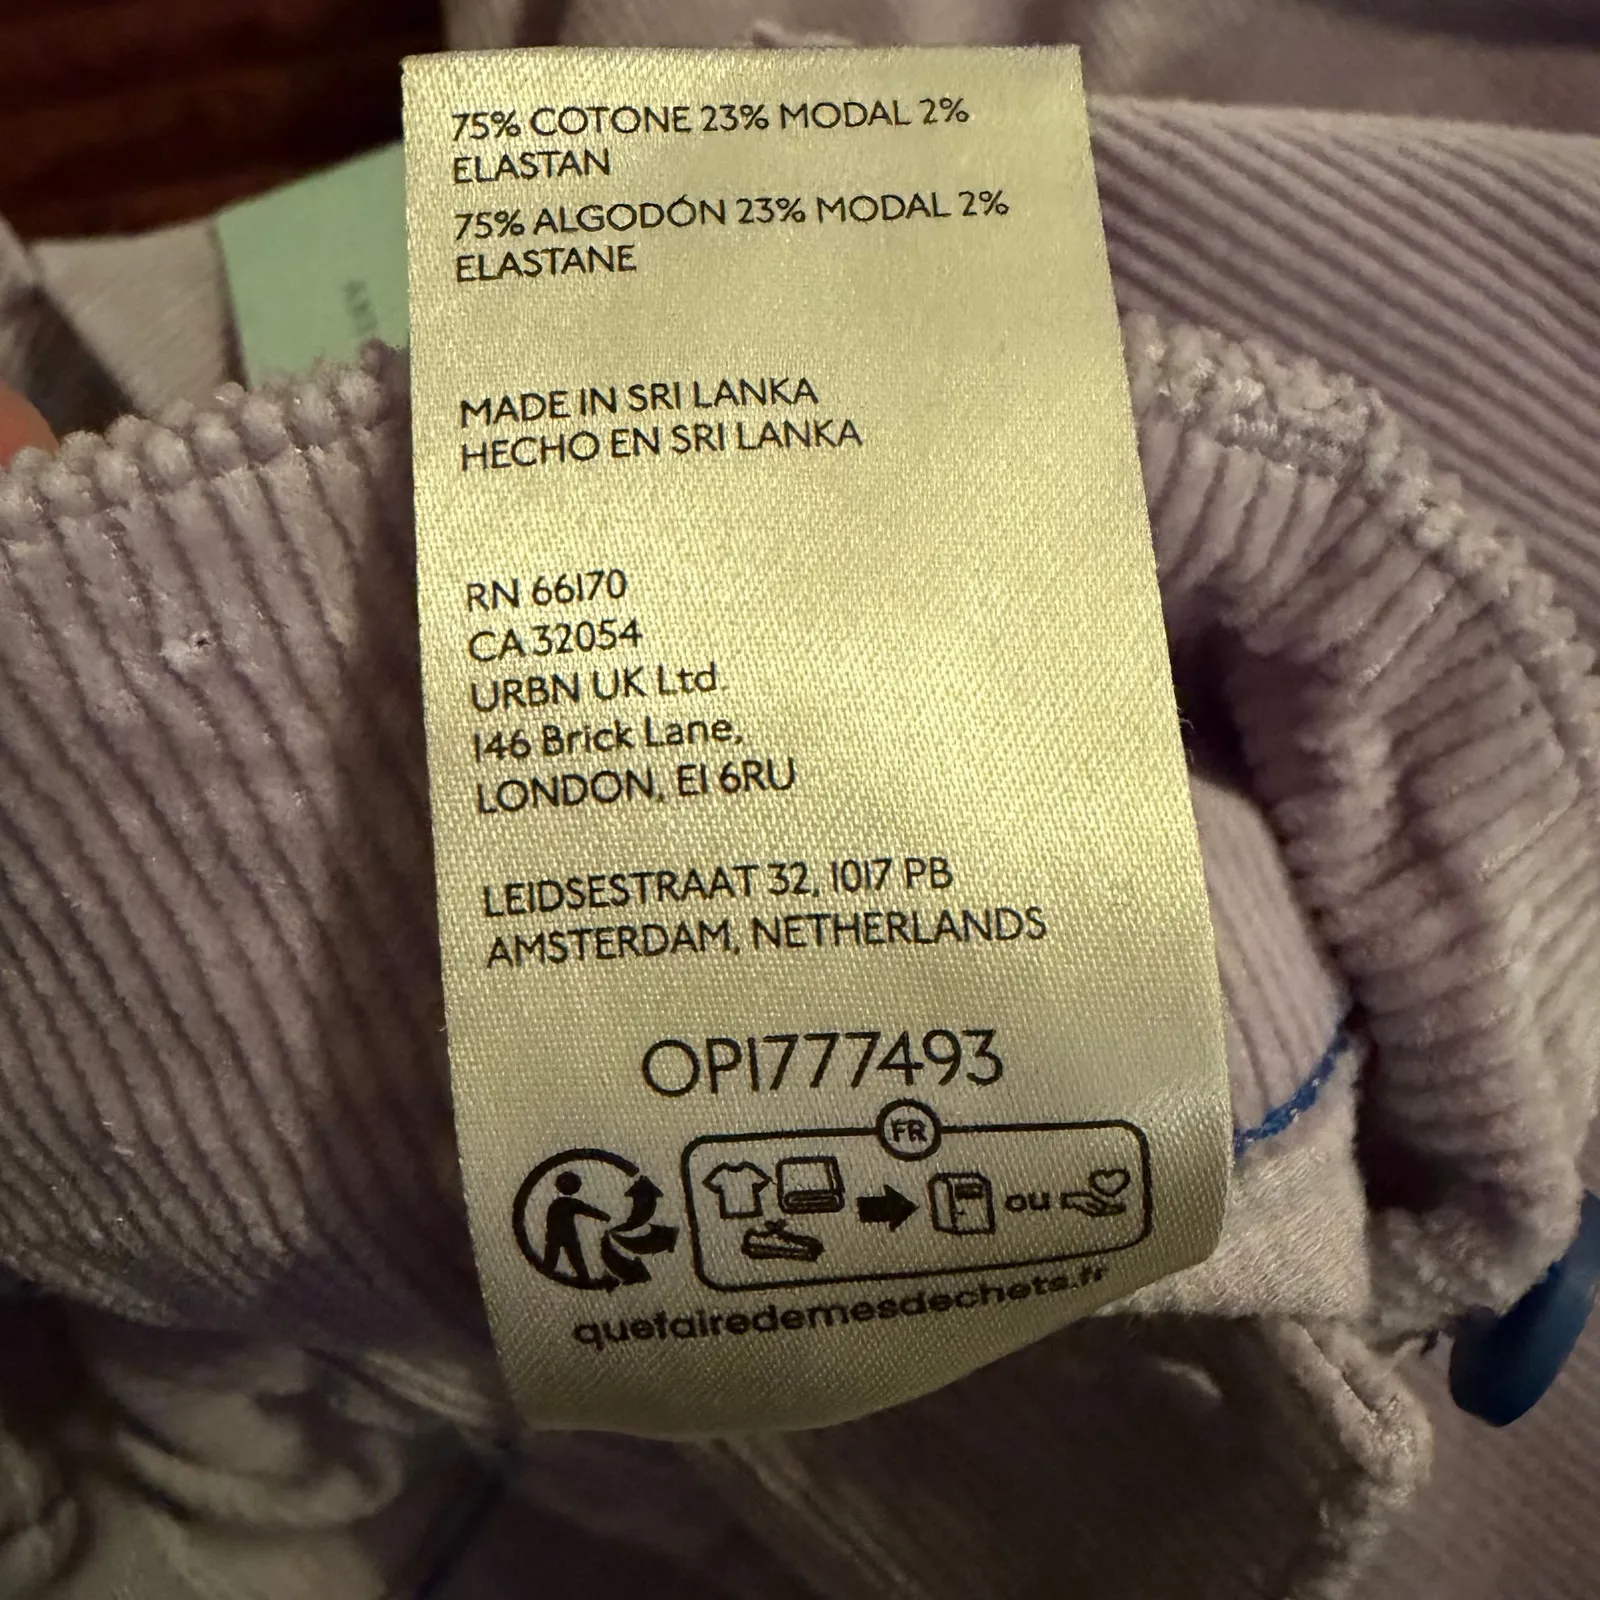 75% COTONE 23% MODAL 2%
ELASTAN
75% ALGODÓN 23% MODAL 2%
ELASTANE
MADE IN SRI LANKA
HECHO EN SRI LANKA
RN 66170
CA 32054
URBN UK Ltd.
146 Brick Lane,
LONDON, E1 6RU
LEIDSESTRAAT 32, 1017 PB
AMSTERDAM, NETHERLANDS
OP1777493
FR
ou
quefairedemesdechets.fr